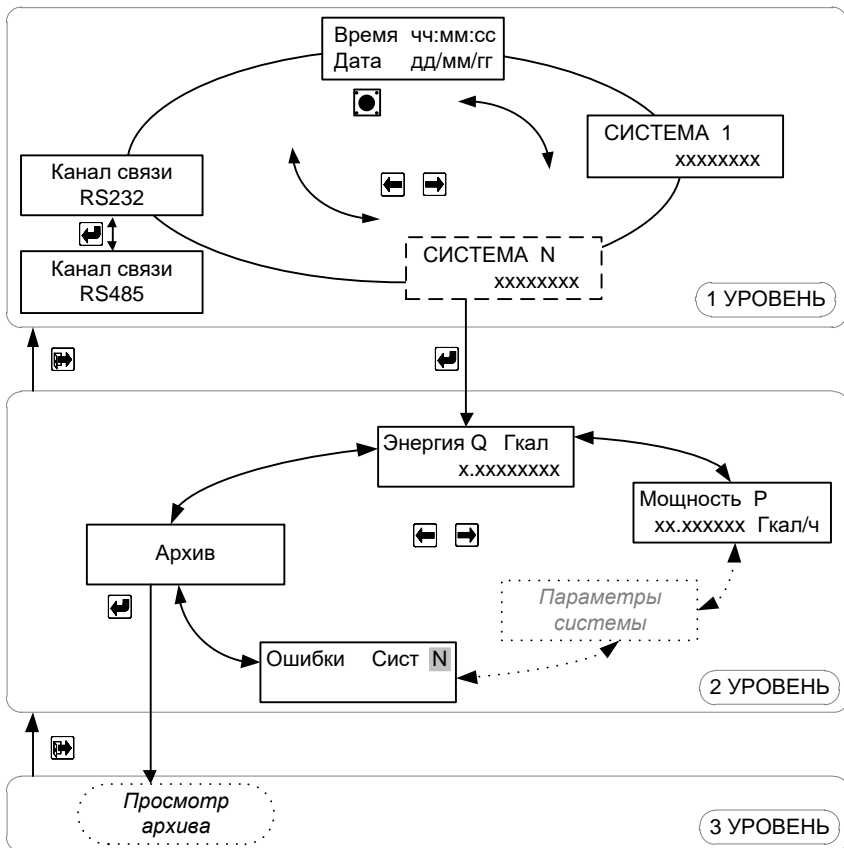 Время чч:мм:сс
Дата дд/мм/гг
СИСТЕМА 1
xxxxxxxx
Канал связи
RS232
СИСТЕМА N
xxxxxxxx
Канал связи
RS485
1 УРОВЕНЬ
Энергия Q Гкал
x.xxxxxxxx
Мощность P
xx.xxxxxx Гкал/ч
Архив
Параметры
системы
Ошибки Сист N
2 УРОВЕНЬ
Просмотр
архива
3 УРОВЕНЬ